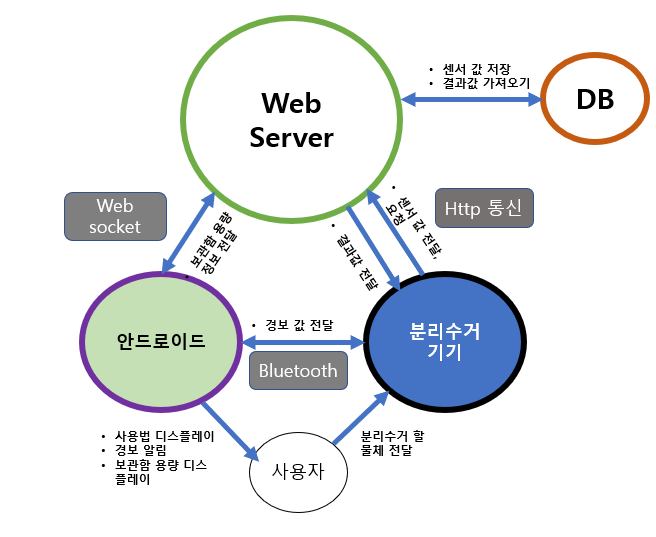 Web
Server
• 센서 값 저장
• 결과값 가져오기
DB
Web
socket
• 보관함 용량
정보 전달
• 결과값 전달
• 센서 값 전달,
요청
Http 통신
안드로이드
• 경보 값 전달
Bluetooth
분리수거
기기
• 사용법 디스플레이
• 경보 알림
• 보관함 용량 디스
플레이
사용자
분리수거 할
물체 전달